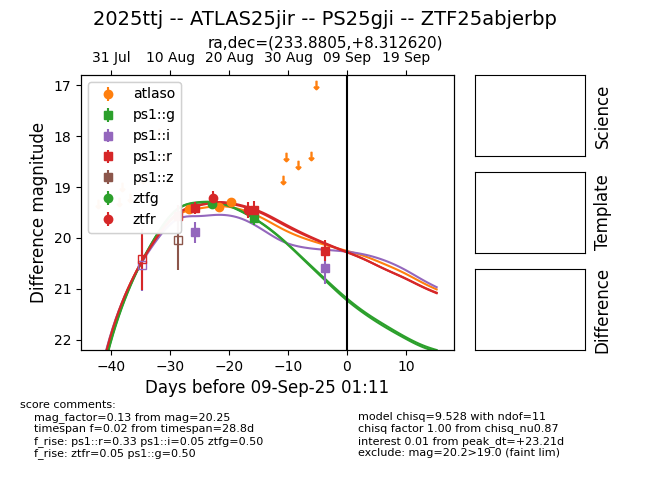 2025ttj -- ATLAS25jir -- PS25gji -- ZTF25abjerbp
ra,dec=(233.8805,+8.312620)
31 Jul 10 Aug 20 Aug 30 Aug 09 Sep 19 Sep
17
18
19
20
21
22
Difference magnitude
atlaso
ps1::g
ps1::i
ps1::r
ps1::z
ztfg
ztfr
−40 −30 −20 −10 0 10
Days before 09-Sep-25 01:11
Science
Template
Difference
score comments:
mag_factor=0.13 from mag=20.25
timespan f=0.02 from timespan=28.8d
f_rise: ps1::r=0.33 ps1::i=0.05 ztfg=0.50
f_rise: ztfr=0.05 ps1::g=0.50
model chisq=9.528 with ndof=11
chisq factor 1.00 from chisq_nu0.87
interest 0.01 from peak_dt=+23.21d
exclude: mag=20.2>19.0 (faint lim)